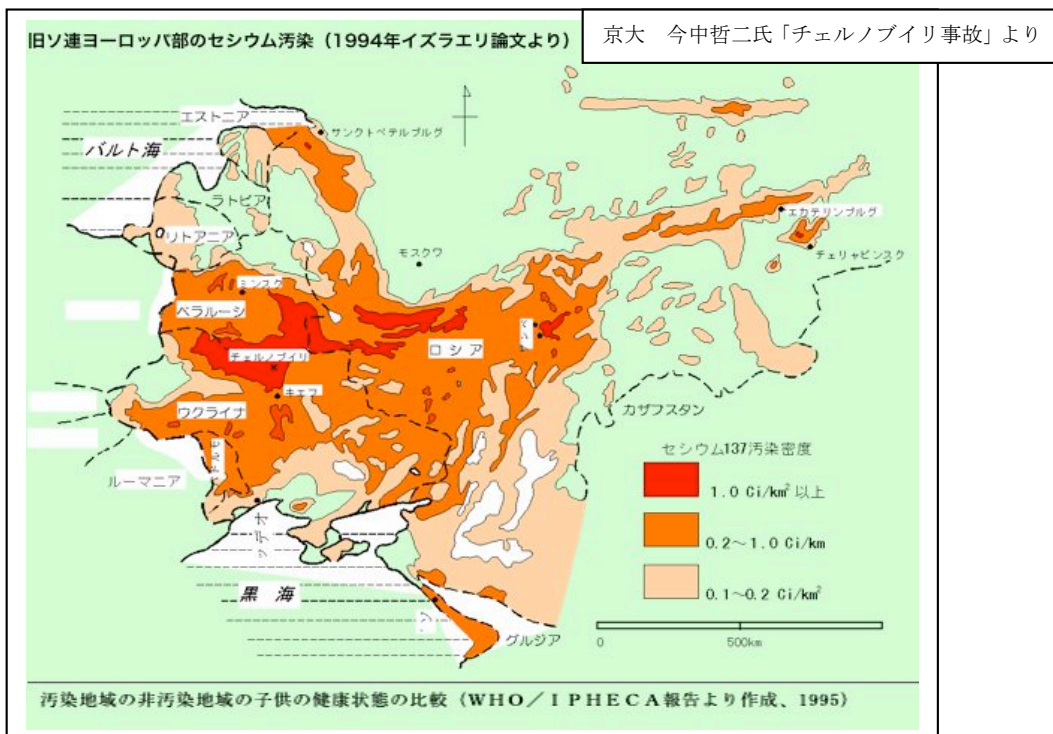 旧ソ連ヨーロッパ部のセシウム汚染（1994年イズラエリ論文より）
京大　今中哲二氏「チェルノブイリ事故」より
エストニア
サンクトペテルブルグ
バルト海
ラトビア
エカテリンブルグ
リトアニア
モスクワ
チェリャビンスク
ミンスク
ベラルーシ
ロシア
チェルノブイリ
キエフ
ウクライナ
カザフスタン
セシウム137汚染密度
ルーマニア
1.0 Ci/km² 以上
0.2～1.0 Ci/km
黒海
0.1～0.2 Ci/km²
グルジア
0
500km
汚染地域の非汚染地域の子供の健康状態の比較（WHO／IPHECA報告より作成、1995）